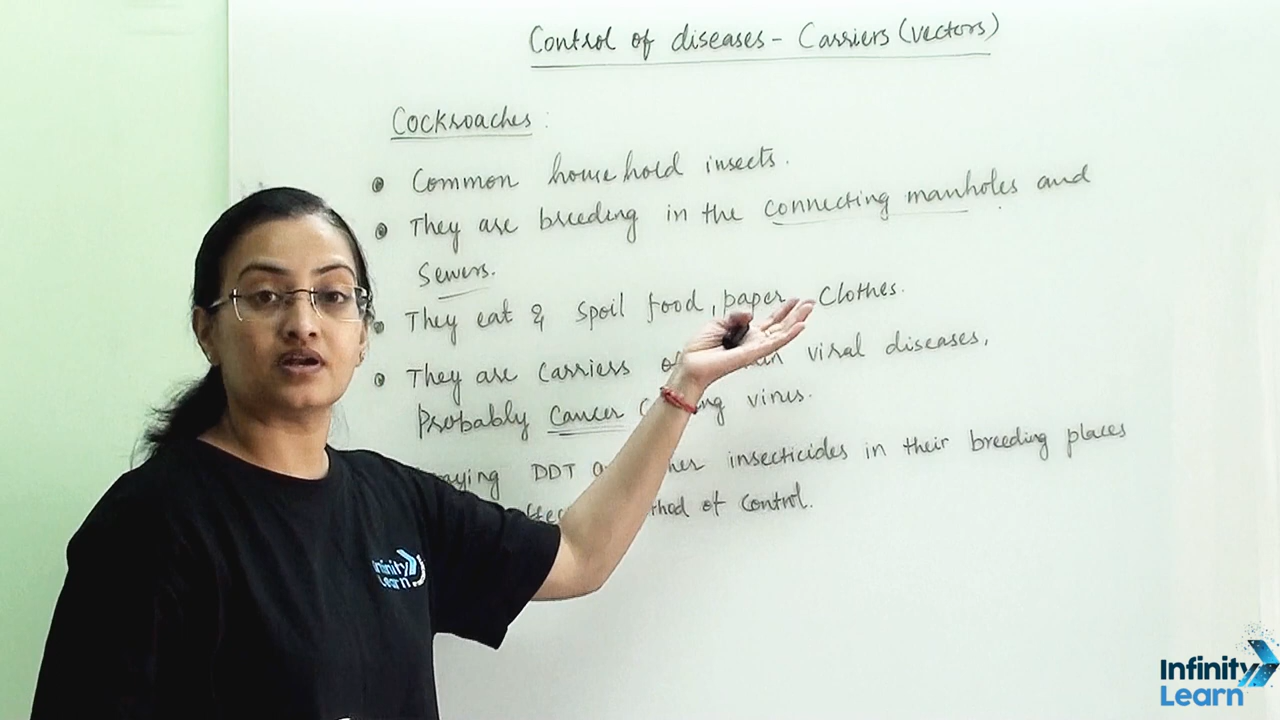 Control of diseases - Carriers (vectors)
Cockroaches :
• Common household insects.
• They are breeding in the connecting manholes and
Sewers.
• They eat & spoil food, paper, Clothes.
• They are carriers viral diseases,
Probably Cancer virus.
DDT insecticides in their breeding places
of control.
Infinity
Learn
Infinity
Learn